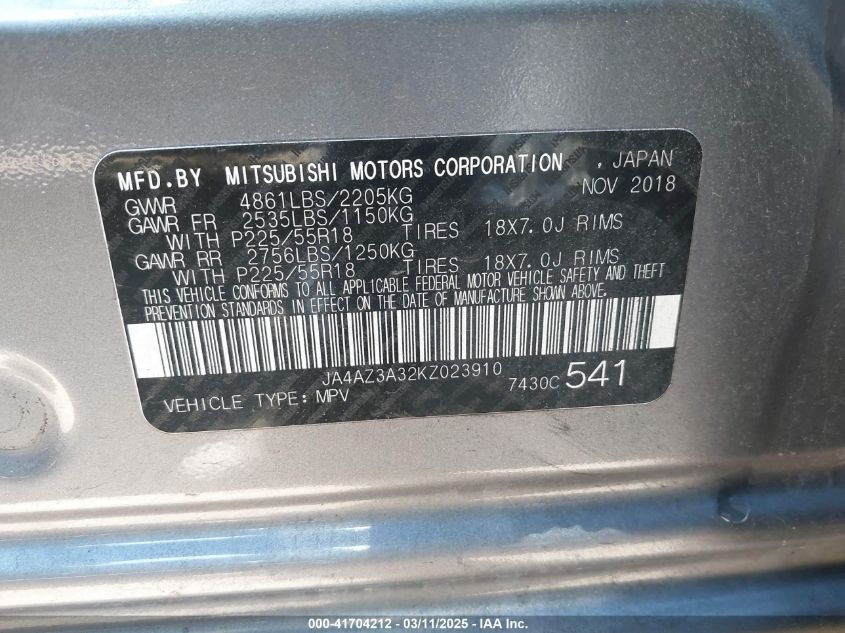 MFD.BY MITSUBISHI MOTORS CORPORATION , JAPAN
GVWR 4861LBS/2205KG NOV 2018
GAWR FR 2535LBS/1150KG
WITH P225/55R18 TIRES 18X7.0J RIMS
GAWR RR 2756LBS/1250KG
WITH P225/55R18 TIRES 18X7.0J RIMS
THIS VEHICLE CONFORMS TO ALL APPLICABLE FEDERAL MOTOR VEHICLE SAFETY AND THEFT
PREVENTION STANDARDS IN EFFECT ON THE DATE OF MANUFACTURE SHOWN ABOVE.
JA4AZ3A32KZ023910
7430C 541
VEHICLE TYPE: MPV
000-41704212 - 03/11/2025 - IAA Inc.